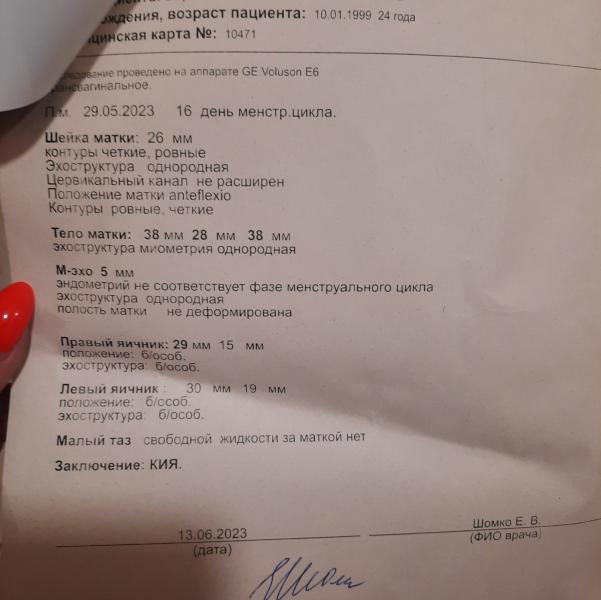 возраст пациента: 10.01.1999 24 года
карта №: 10471
проведено на аппарате GE Voluson E6
П.м. 29.05.2023 16 день менстр.цикла.
Шейка матки: 26 мм
контуры четкие, ровные
Эхоструктура однородная
Цервикальный канал не расширен
Положение матки anteflexio
Контуры ровные, четкие
Тело матки: 38 мм 28 мм 38 мм
эхоструктура миометрия однородная
М-эхо 5 мм
эндометрий не соответствует фазе менструального цикла
эхоструктура однородная
полость матки не деформирована
Правый яичник: 29 мм 15 мм
положение: б/особ.
эхоструктура: б/особ.
Левый яичник : 30 мм 19 мм
положение: б/особ.
эхоструктура: б/особ.
Малый таз свободной жидкости за маткой нет
Заключение: КИЯ.
13.06.2023 Шомко Е. В.
(дата) (ФИО врача)